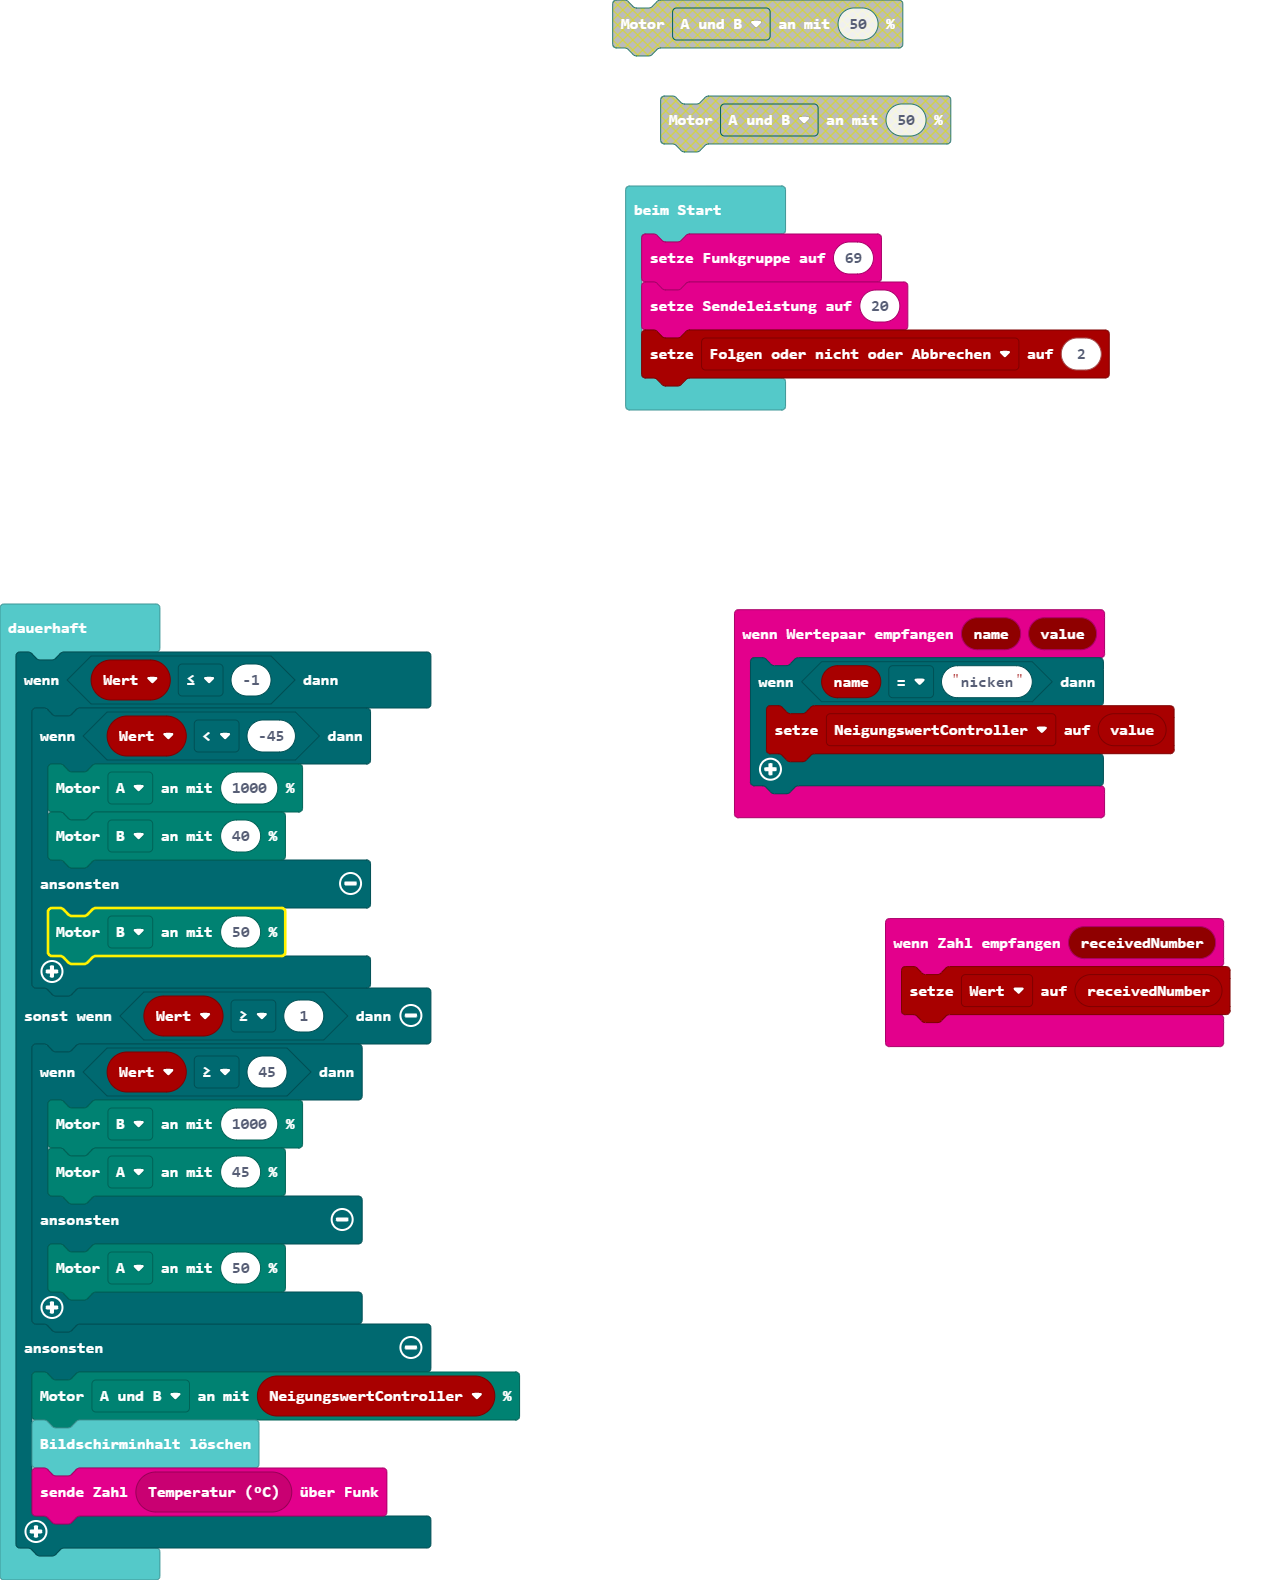 Motor A und B an mit 50 %
Motor A und B an mit 50 %
beim Start
setze Funkgruppe auf 69
setze Sendeleistung auf 20
setze Folgen oder nicht oder Abbrechen auf 2
dauerhaft
wenn Wert ≤ -1 dann
wenn Wert < -45 dann
Motor A an mit 1000 %
Motor B an mit 40 %
ansonsten
Motor B an mit 50 %
sonst wenn Wert ≥ 1 dann
wenn Wert ≥ 45 dann
Motor B an mit 1000 %
Motor A an mit 45 %
ansonsten
Motor A an mit 50 %
ansonsten
Motor A und B an mit NeigungswertController %
Bildschirminhalt löschen
sende Zahl Temperatur (°C) über Funk
wenn Wertepaar empfangen name value
wenn name = "nicken" dann
setze NeigungswertController auf value
wenn Zahl empfangen receivedNumber
setze Wert auf receivedNumber